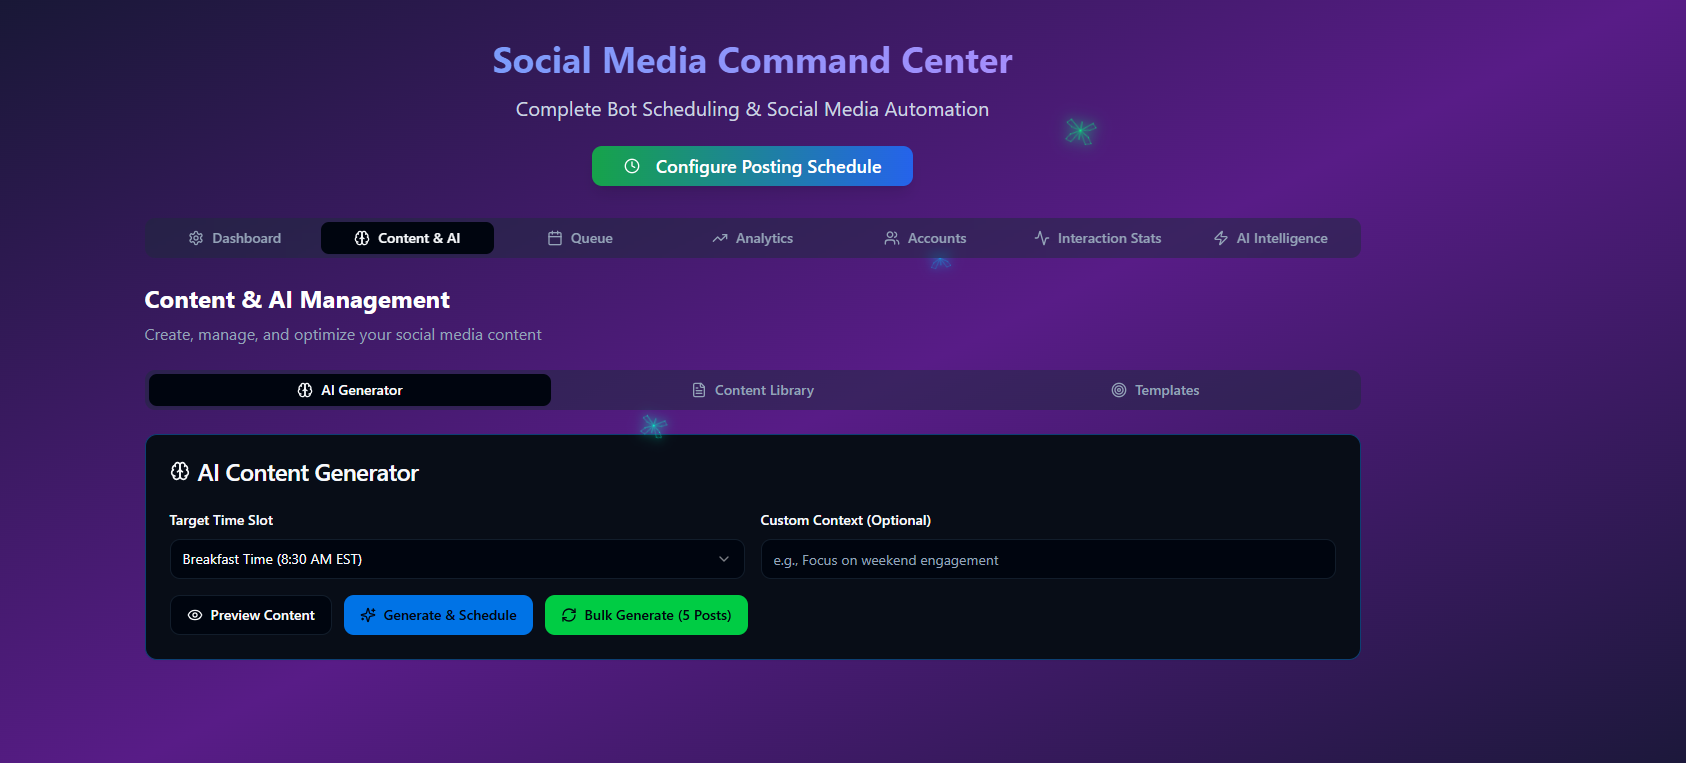 Social Media Command Center
Complete Bot Scheduling & Social Media Automation
Configure Posting Schedule
Dashboard
Content & AI
Queue
Analytics
Accounts
Interaction Stats
AI Intelligence
Content & AI Management
Create, manage, and optimize your social media content
AI Generator
Content Library
Templates
AI Content Generator
Target Time Slot
Custom Context (Optional)
Breakfast Time (8:30 AM EST)
e.g., Focus on weekend engagement
Preview Content
Generate & Schedule
Bulk Generate (5 Posts)